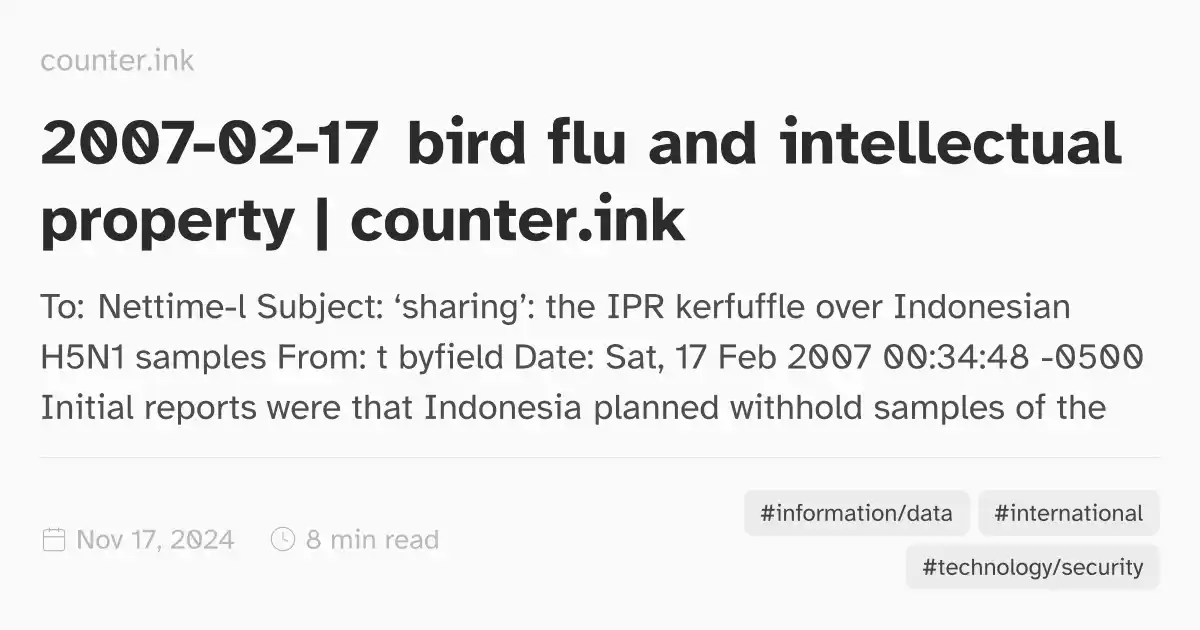 counter.ink
2007-02-17 bird flu and intellectual
property | counter.ink
To: Nettime-l Subject: ‘sharing’: the IPR kerfuffle over Indonesian
H5N1 samples From: t byfield Date: Sat, 17 Feb 2007 00:34:48 -0500
Initial reports were that Indonesia planned withhold samples of the
Nov 17, 2024 8 min read
#information/data #international
#technology/security